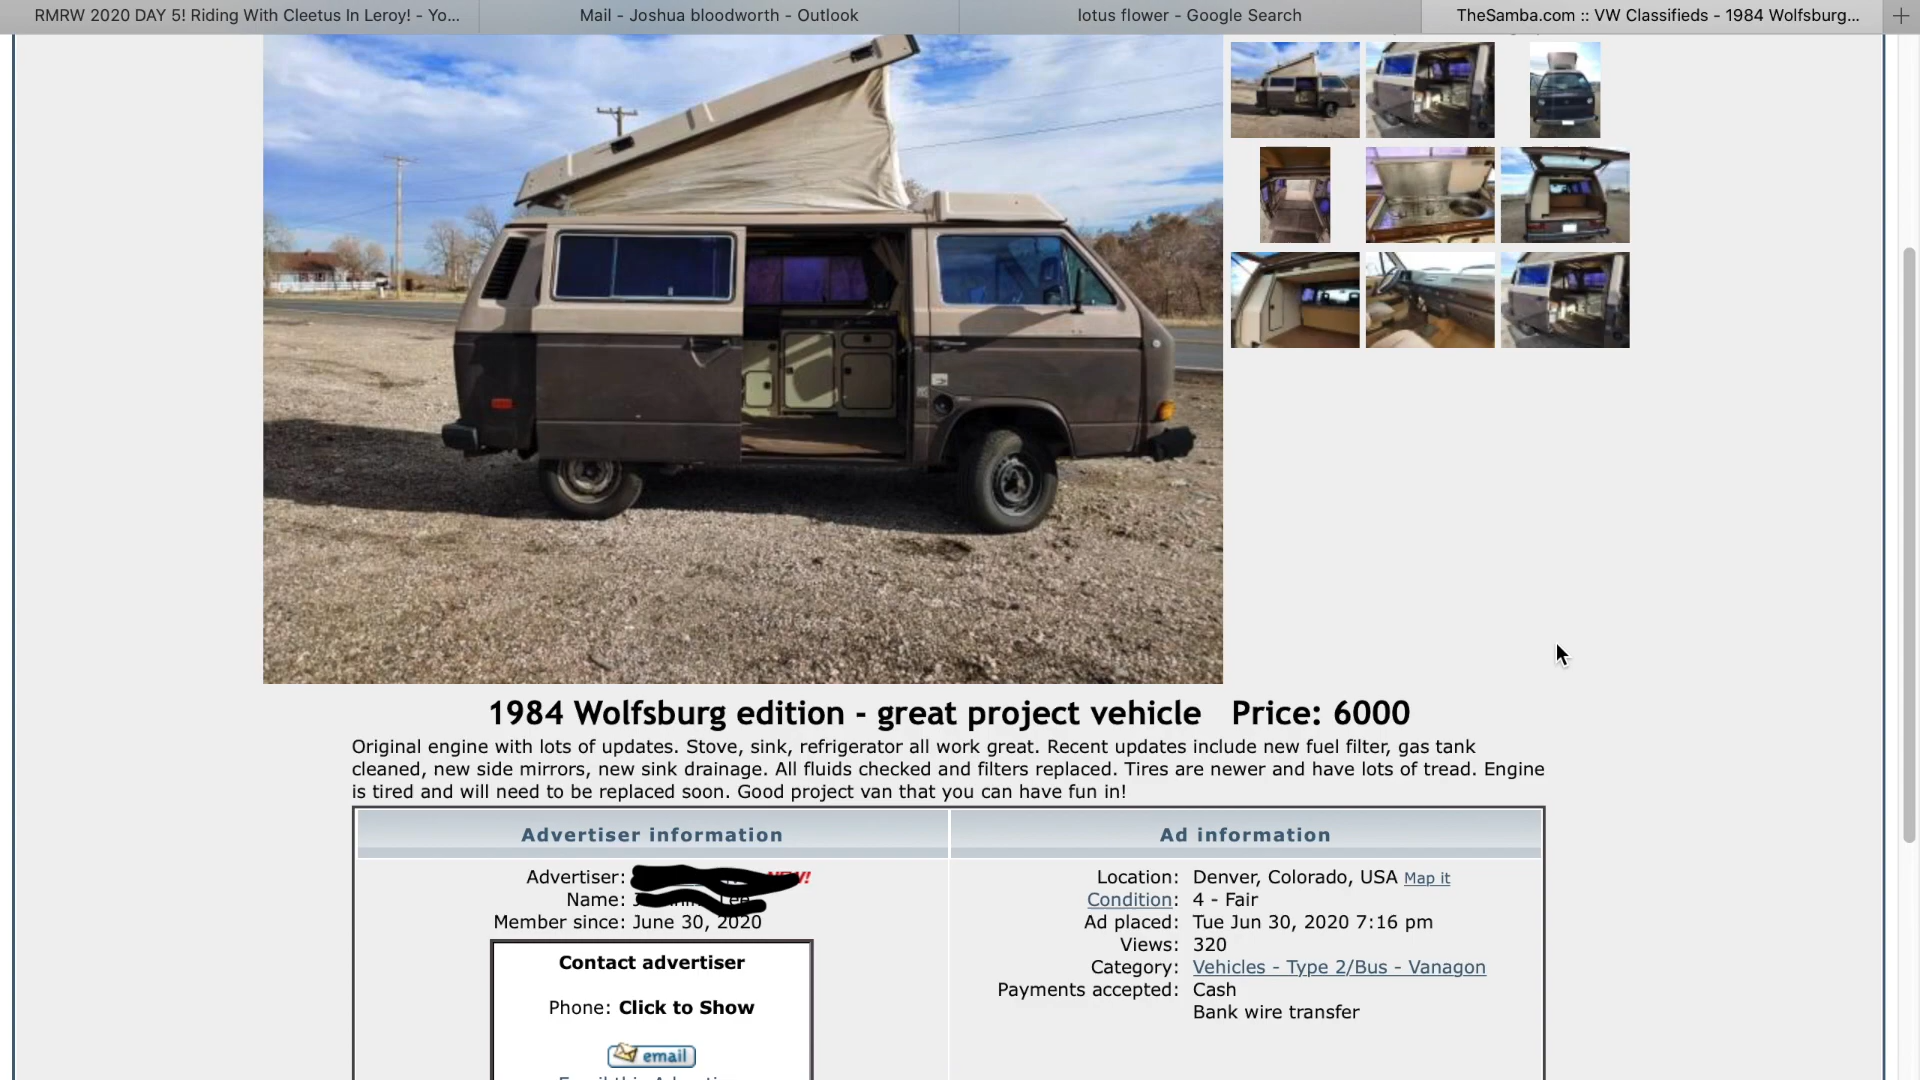 RMRW 2020 DAY 5! Riding With Cleetus In Leroy! - Yo...
Mail - Joshua bloodworth - Outlook
lotus flower - Google Search
TheSamba.com :: VW Classifieds - 1984 Wolfsburg...
1984 Wolfsburg edition - great project vehicle Price: 6000
Original engine with lots of updates. Stove, sink, refrigerator all work great. Recent updates include new fuel filter, gas tank
cleaned, new side mirrors, new sink drainage. All fluids checked and filters replaced. Tires are newer and have lots of tread. Engine
is tired and will need to be replaced soon. Good project van that you can have fun in!
Advertiser information
Advertiser:
Name:
Member since: June 30, 2020
Contact advertiser
Phone: Click to Show
email
Ad information
Location: Denver, Colorado, USA Map it
Condition: 4 - Fair
Ad placed: Tue Jun 30, 2020 7:16 pm
Views: 320
Category: Vehicles - Type 2/Bus - Vanagon
Payments accepted: Cash
Bank wire transfer